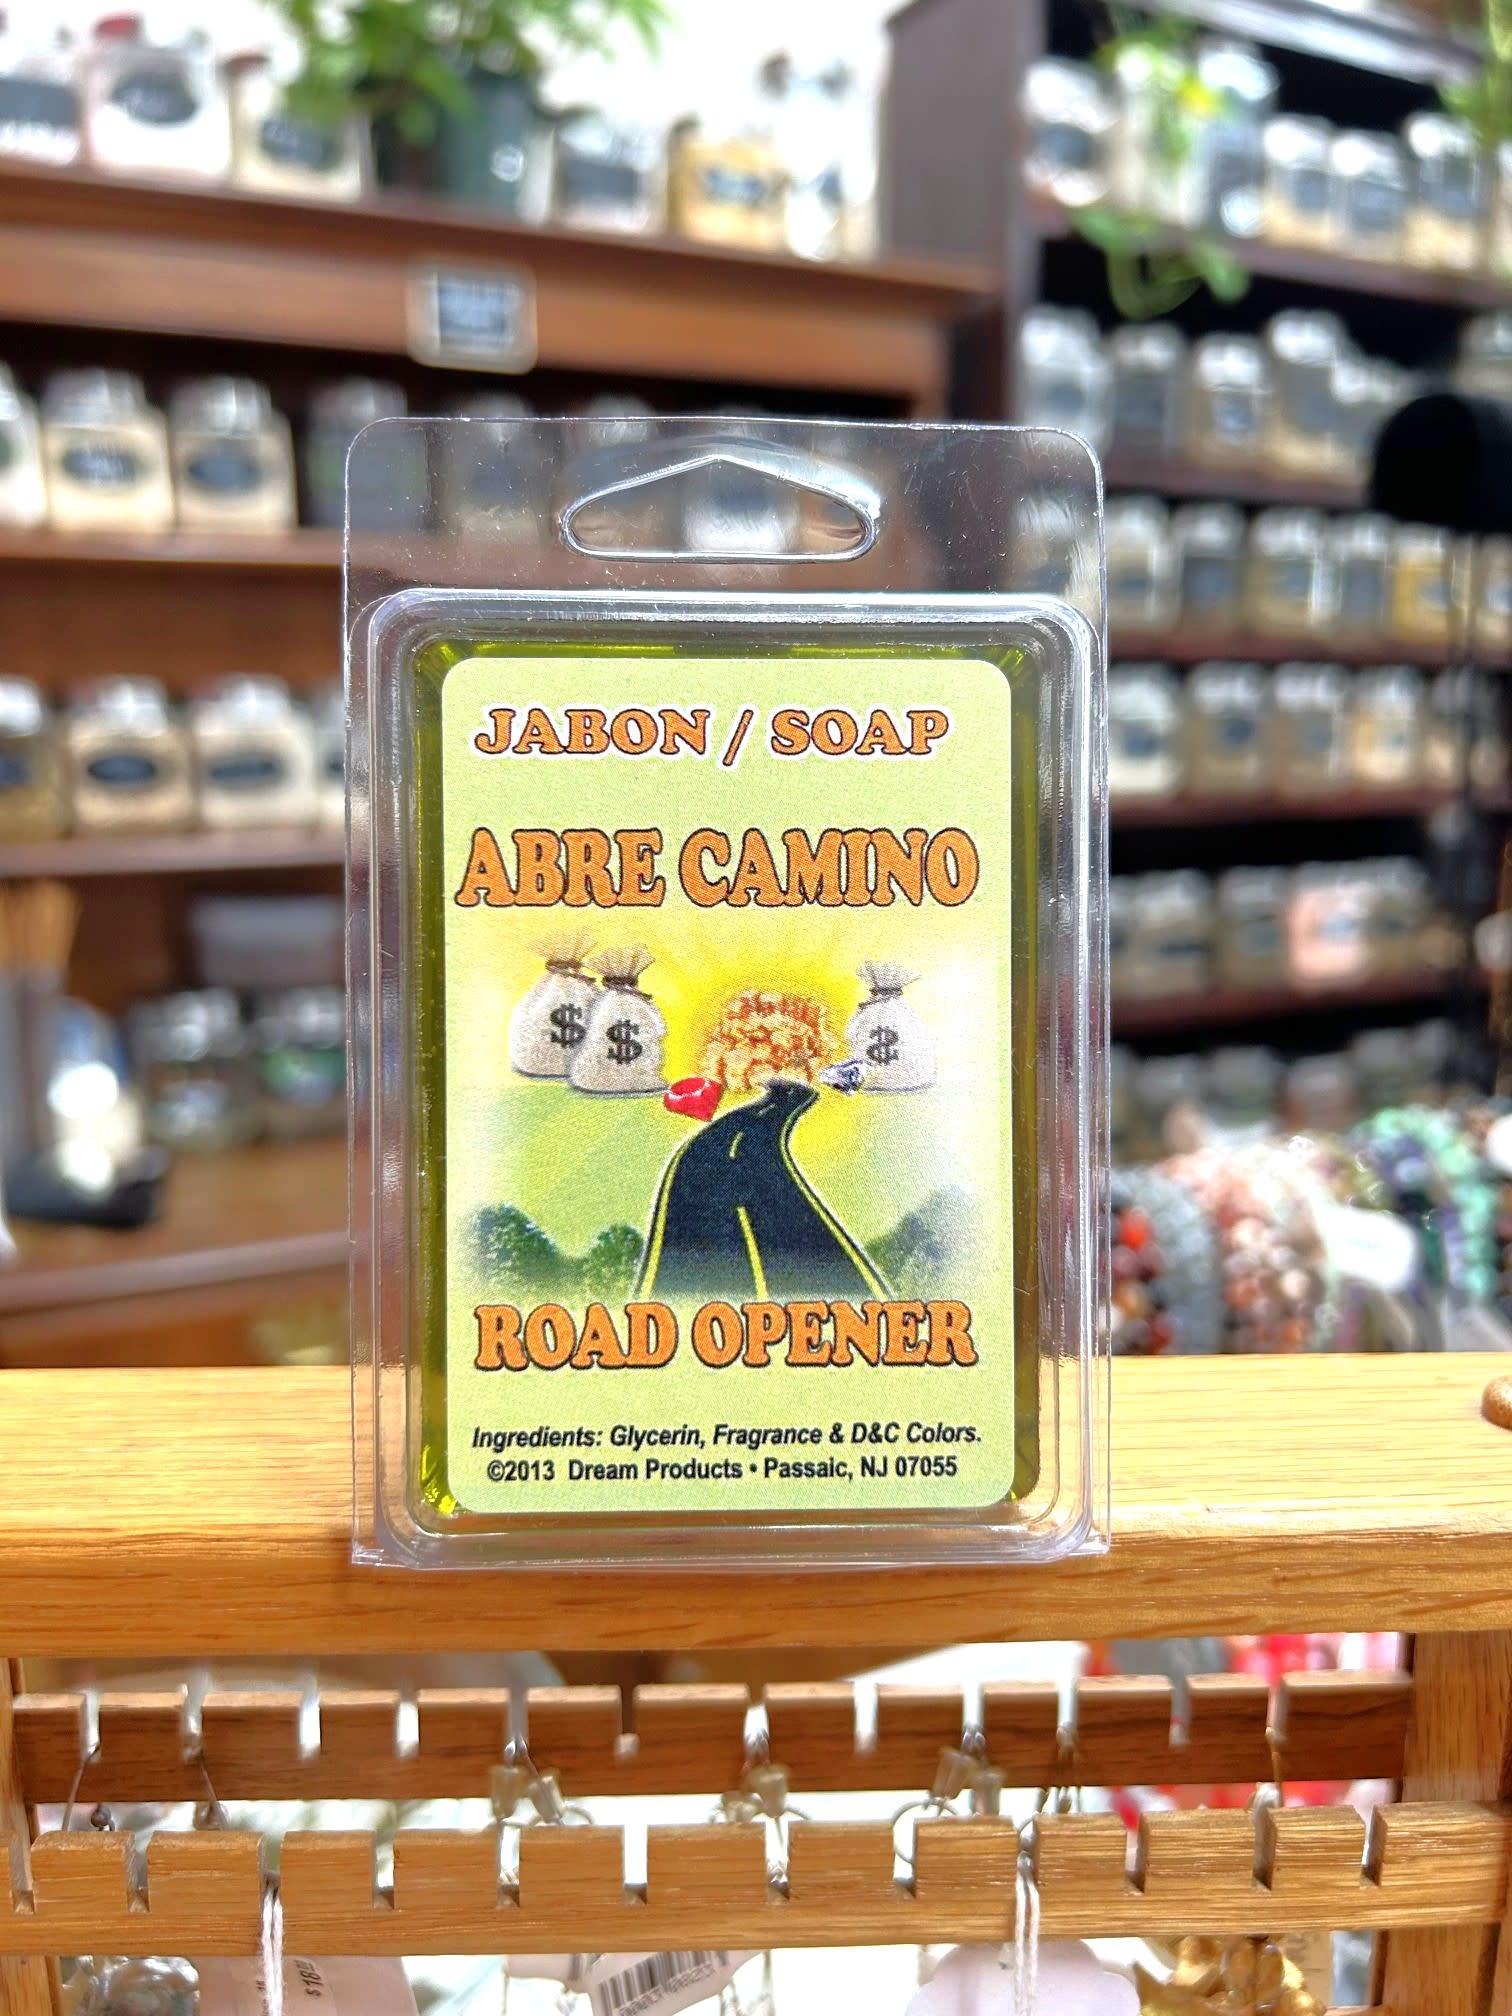 JABON / SOAP
ABRE CAMINO
$ $ $
ROAD OPENER
Ingredients: Glycerin, Fragrance & D&C Colors.
©2013 Dream Products • Passaic, NJ 07055